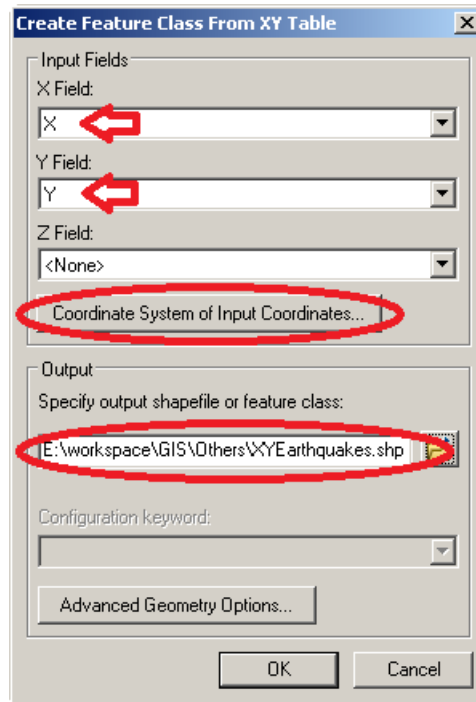 Create Feature Class From XY Table
Input Fields
X Field:
X
Y Field:
Y
Z Field:
<None>
Coordinate System of Input Coordinates...
Output
Specify output shapefile or feature class:
E:\workspace\GIS\Others\XYEarthquakes.shp
Configuration keyword:
Advanced Geometry Options...
OK Cancel